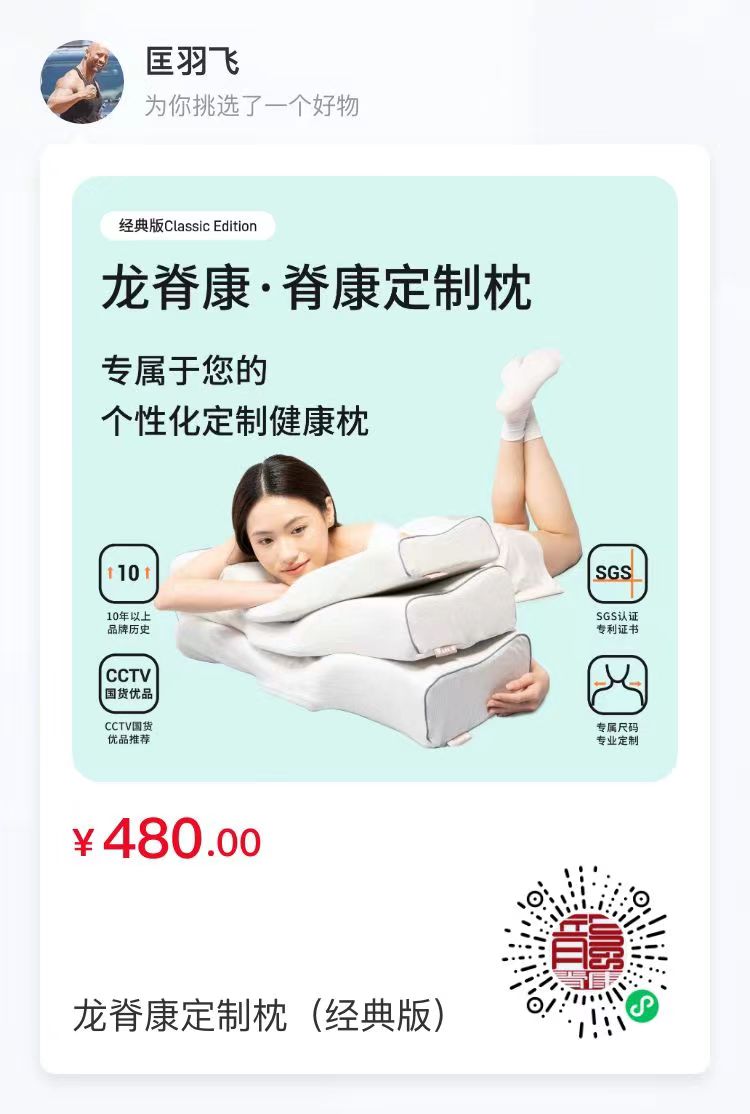 匡羽飞
为你挑选了一个好物
经典版Classic Edition
龙脊康·脊康定制枕
专属于您的
个性化定制健康枕
10
10年以上
品牌历史
SGS
SGS认证
专利证书
CCTV
国货优品
CCTV国货
优品推荐
专属尺码
专业定制
¥480.00
龙脊康定制枕（经典版）